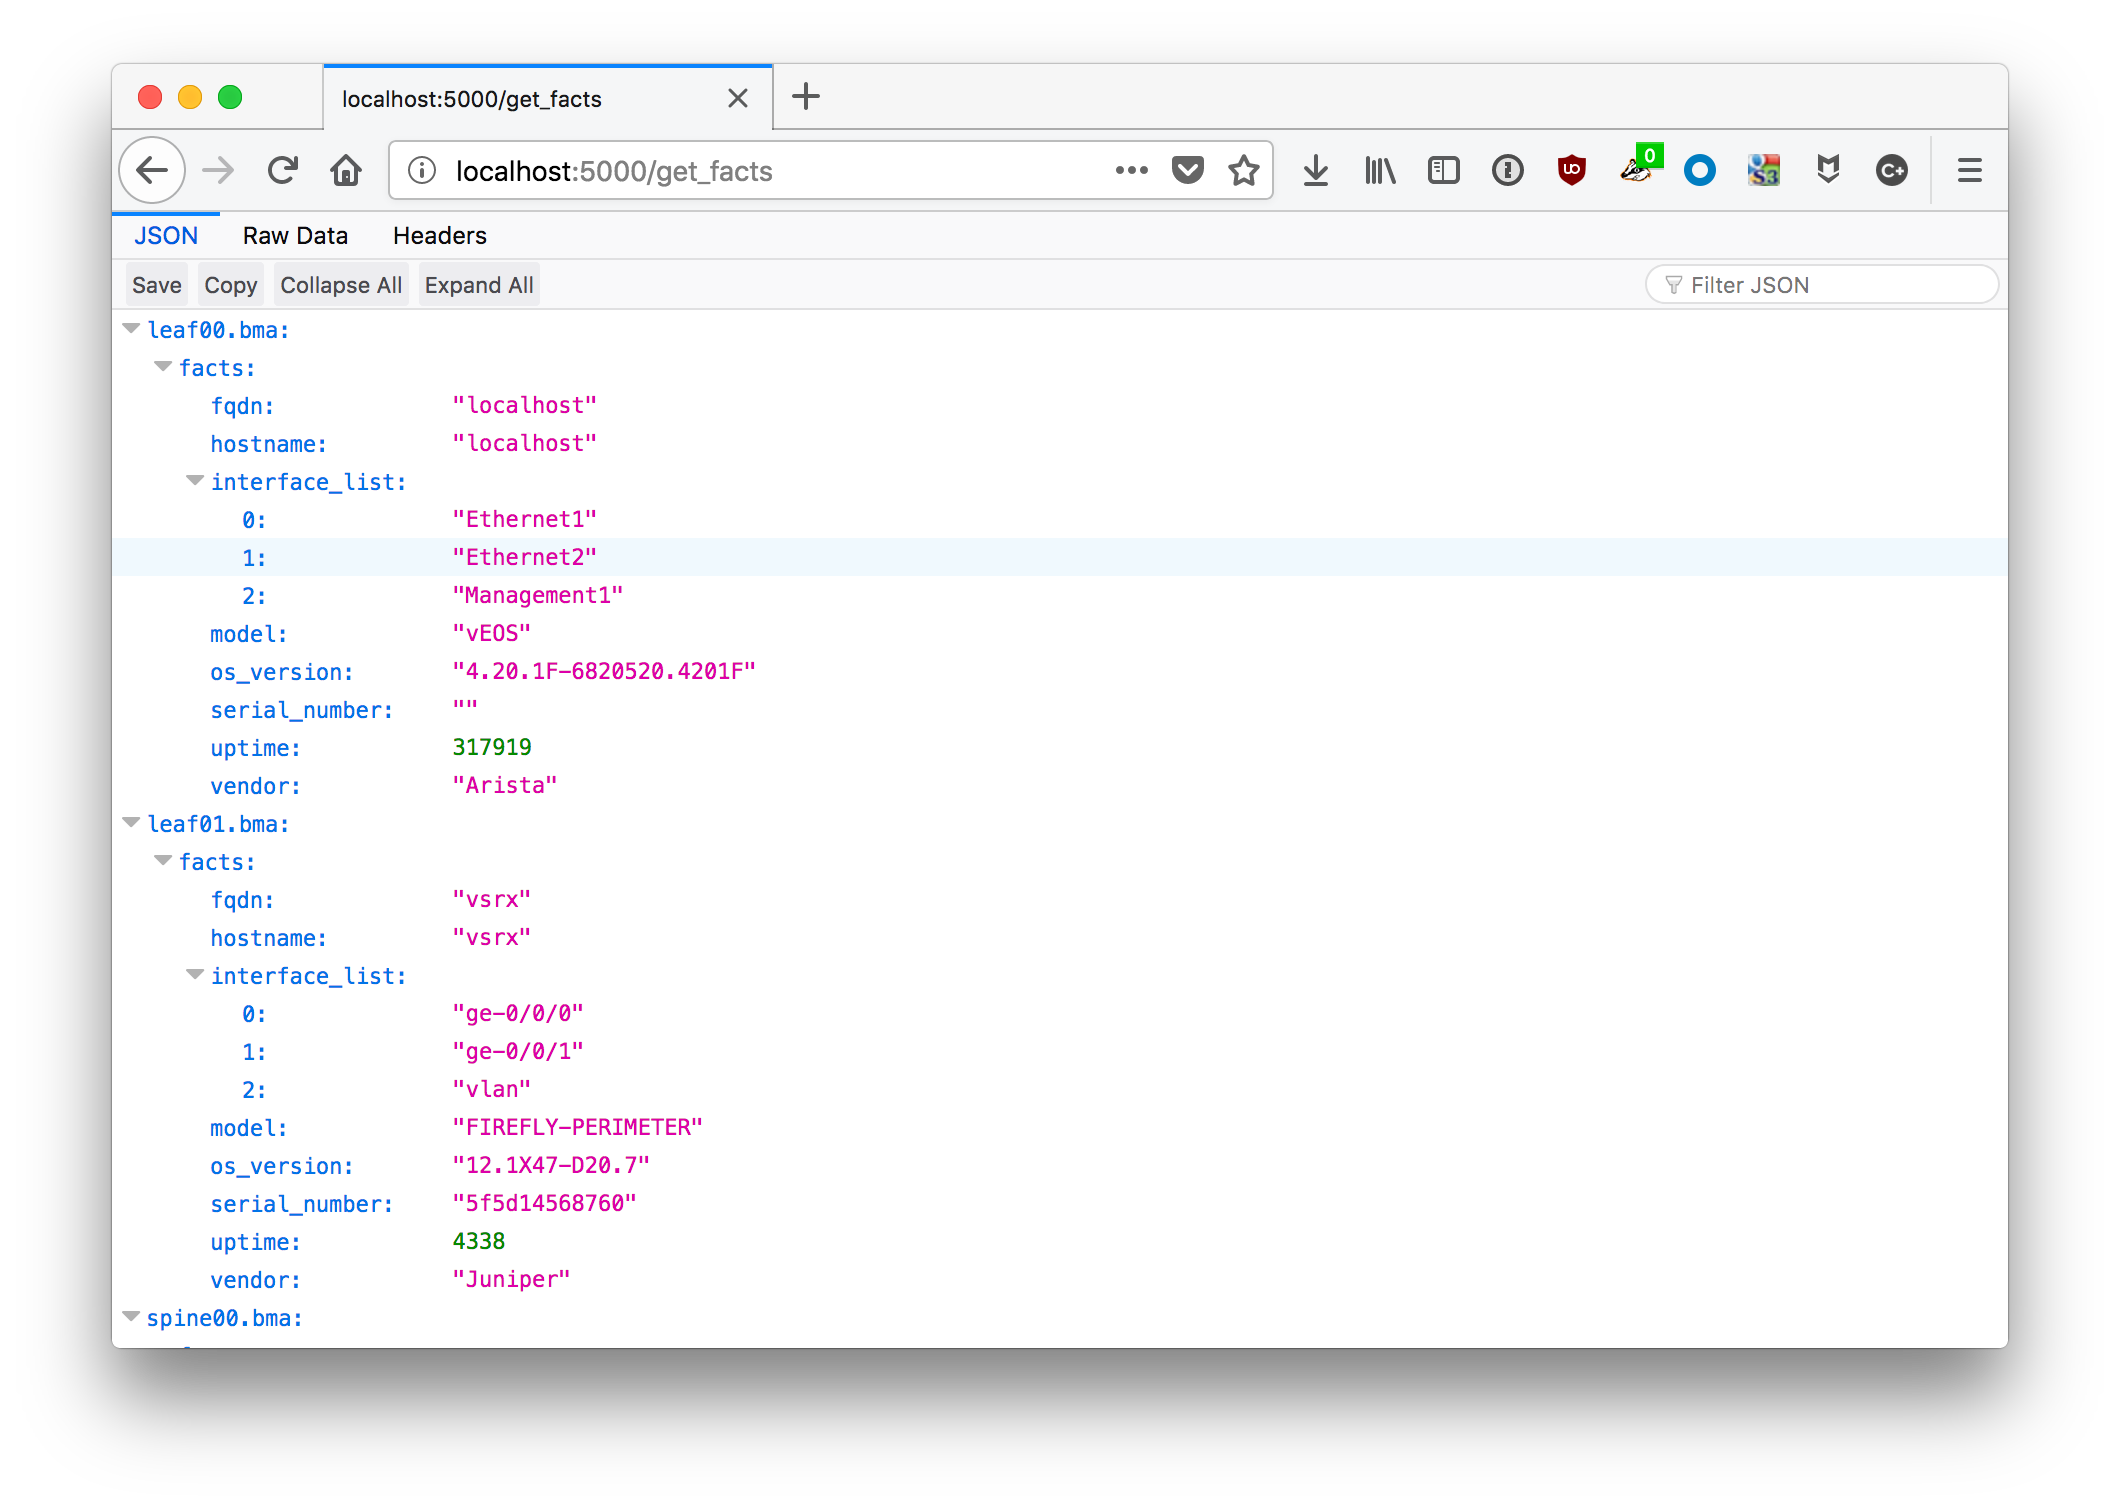 localhost:5000/get_facts
localhost:5000/get_facts
0
S3
C+
JSON Raw Data Headers
Save Copy Collapse All Expand All Filter JSON
leaf00.bma:
facts:
fqdn: "localhost"
hostname: "localhost"
interface_list:
0: "Ethernet1"
1: "Ethernet2"
2: "Management1"
model: "vEOS"
os_version: "4.20.1F-6820520.4201F"
serial_number: ""
uptime: 317919
vendor: "Arista"
leaf01.bma:
facts:
fqdn: "vsrx"
hostname: "vsrx"
interface_list:
0: "ge-0/0/0"
1: "ge-0/0/1"
2: "vlan"
model: "FIREFLY-PERIMETER"
os_version: "12.1X47-D20.7"
serial_number: "5f5d14568760"
uptime: 4338
vendor: "Juniper"
spine00.bma: